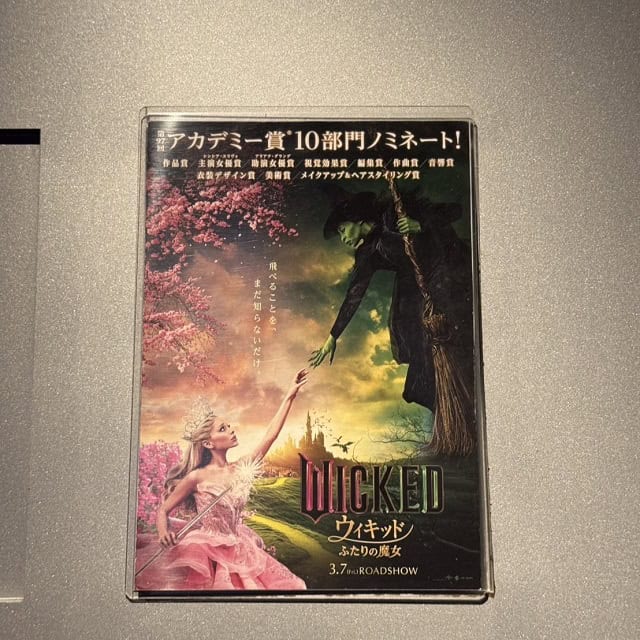 第97回
アカデミー賞®10部門ノミネート!
シンシア・エリヴォ アリアナ・グランデ
作品賞 主演女優賞 助演女優賞 視覚効果賞 編集賞 作曲賞 音響賞
衣装デザイン賞 美術賞 メイクアップ&ヘアスタイリング賞
飛べることを、
まだ知らないだけ。
WICKED
ウィキッド
ふたりの魔女
3.7 [FRI.] ROADSHOW